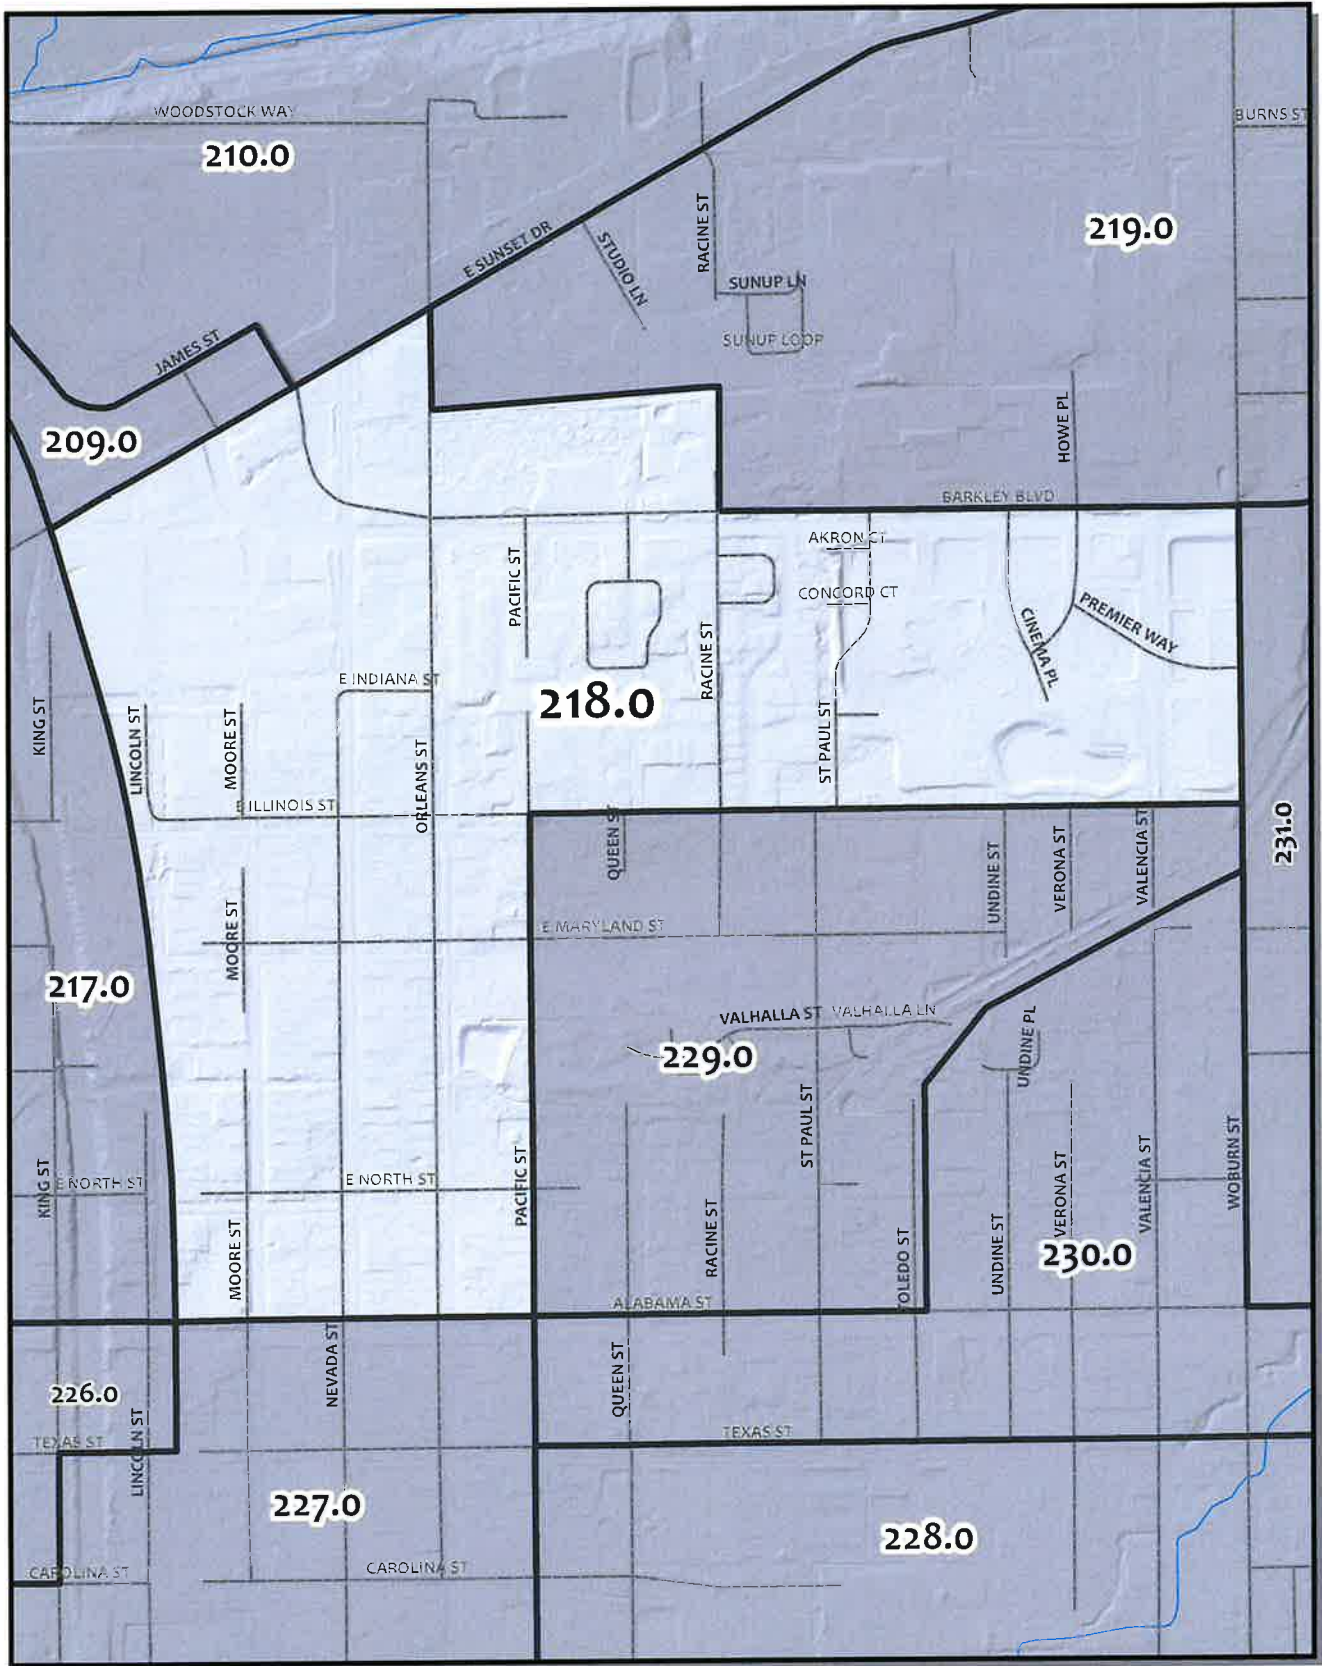 WOODSTOCK WAY
BURNS ST
210.0
RACINE ST
219.0
E SUNSET DR
STUDIO LN
SUNUP LN
SUNUP LOOP
JAMES ST
209.0
HOWE PL
BARKLEY BLVD
AKRON CT
PACIFIC ST
CONCORD CT
PREMIER WAY
CINEMA PL
RACINE ST
E INDIANA ST
218.0
KING ST
LINCOLN ST
MOORE ST
ST PAUL ST
ORLEANS ST
E ILLINOIS ST
QUEEN ST
231.0
UNDINE ST
VERONA ST
VALENCIA ST
MOORE ST
E MARYLAND ST
217.0
VALHALLA ST
VALHALLA LN
229.0
UNDINE PL
ST PAUL ST
KING ST
E NORTH ST
E NORTH ST
PACIFIC ST
VERONA ST
VALENCIA ST
WOBURN ST
MOORE ST
RACINE ST
TOLEDO ST
UNDINE ST
230.0
ALABAMA ST
NEVADA ST
QUEEN ST
226.0
TEXAS ST
LINCOLN ST
TEXAS ST
227.0
228.0
CAROLINA ST
CAROLINA ST